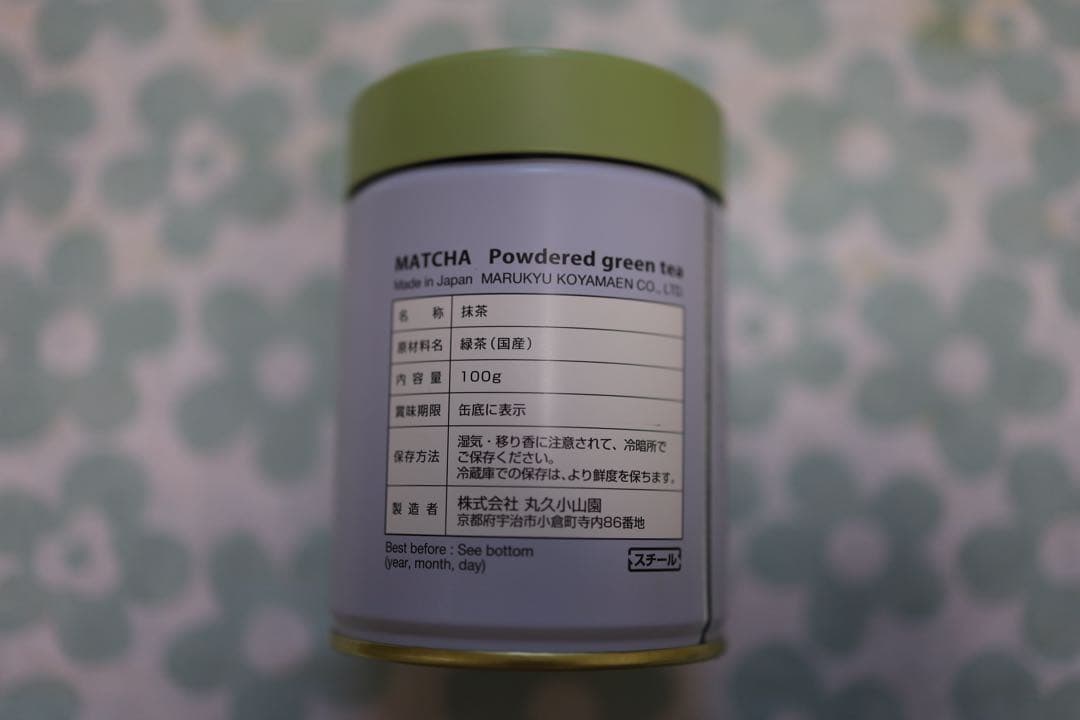 MATCHA Powdered green tea
Made in Japan MARUKYU KOYAMAEN CO., LTD.
名 称 抹茶
原材料名 緑茶（国産）
内容量 100g
賞味期限 缶底に表示
保存方法 湿気・移り香に注意されて、冷暗所で
ご保存ください。
冷蔵庫での保存は、より鮮度を保ちます。
製造者 株式会社 丸久小山園
京都府宇治市小倉町寺内86番地
Best before : See bottom
(year, month, day)
スチール